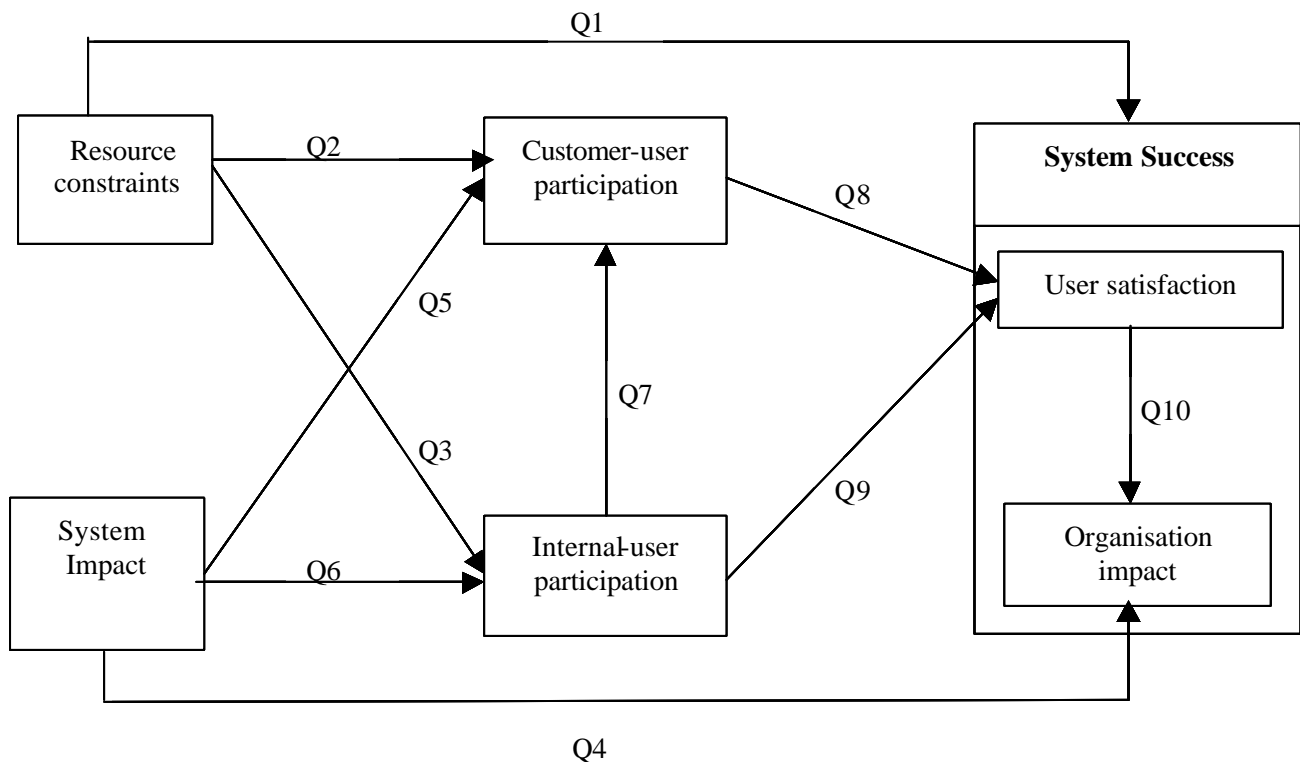 Q1
Resource
constraints
Q2
Customer-user
participation
System Success
Q8
User satisfaction
Q5
Q3
Q7
Q10
Q9
System
Impact
Q6
Internal-user
participation
Organisation
impact
Q4